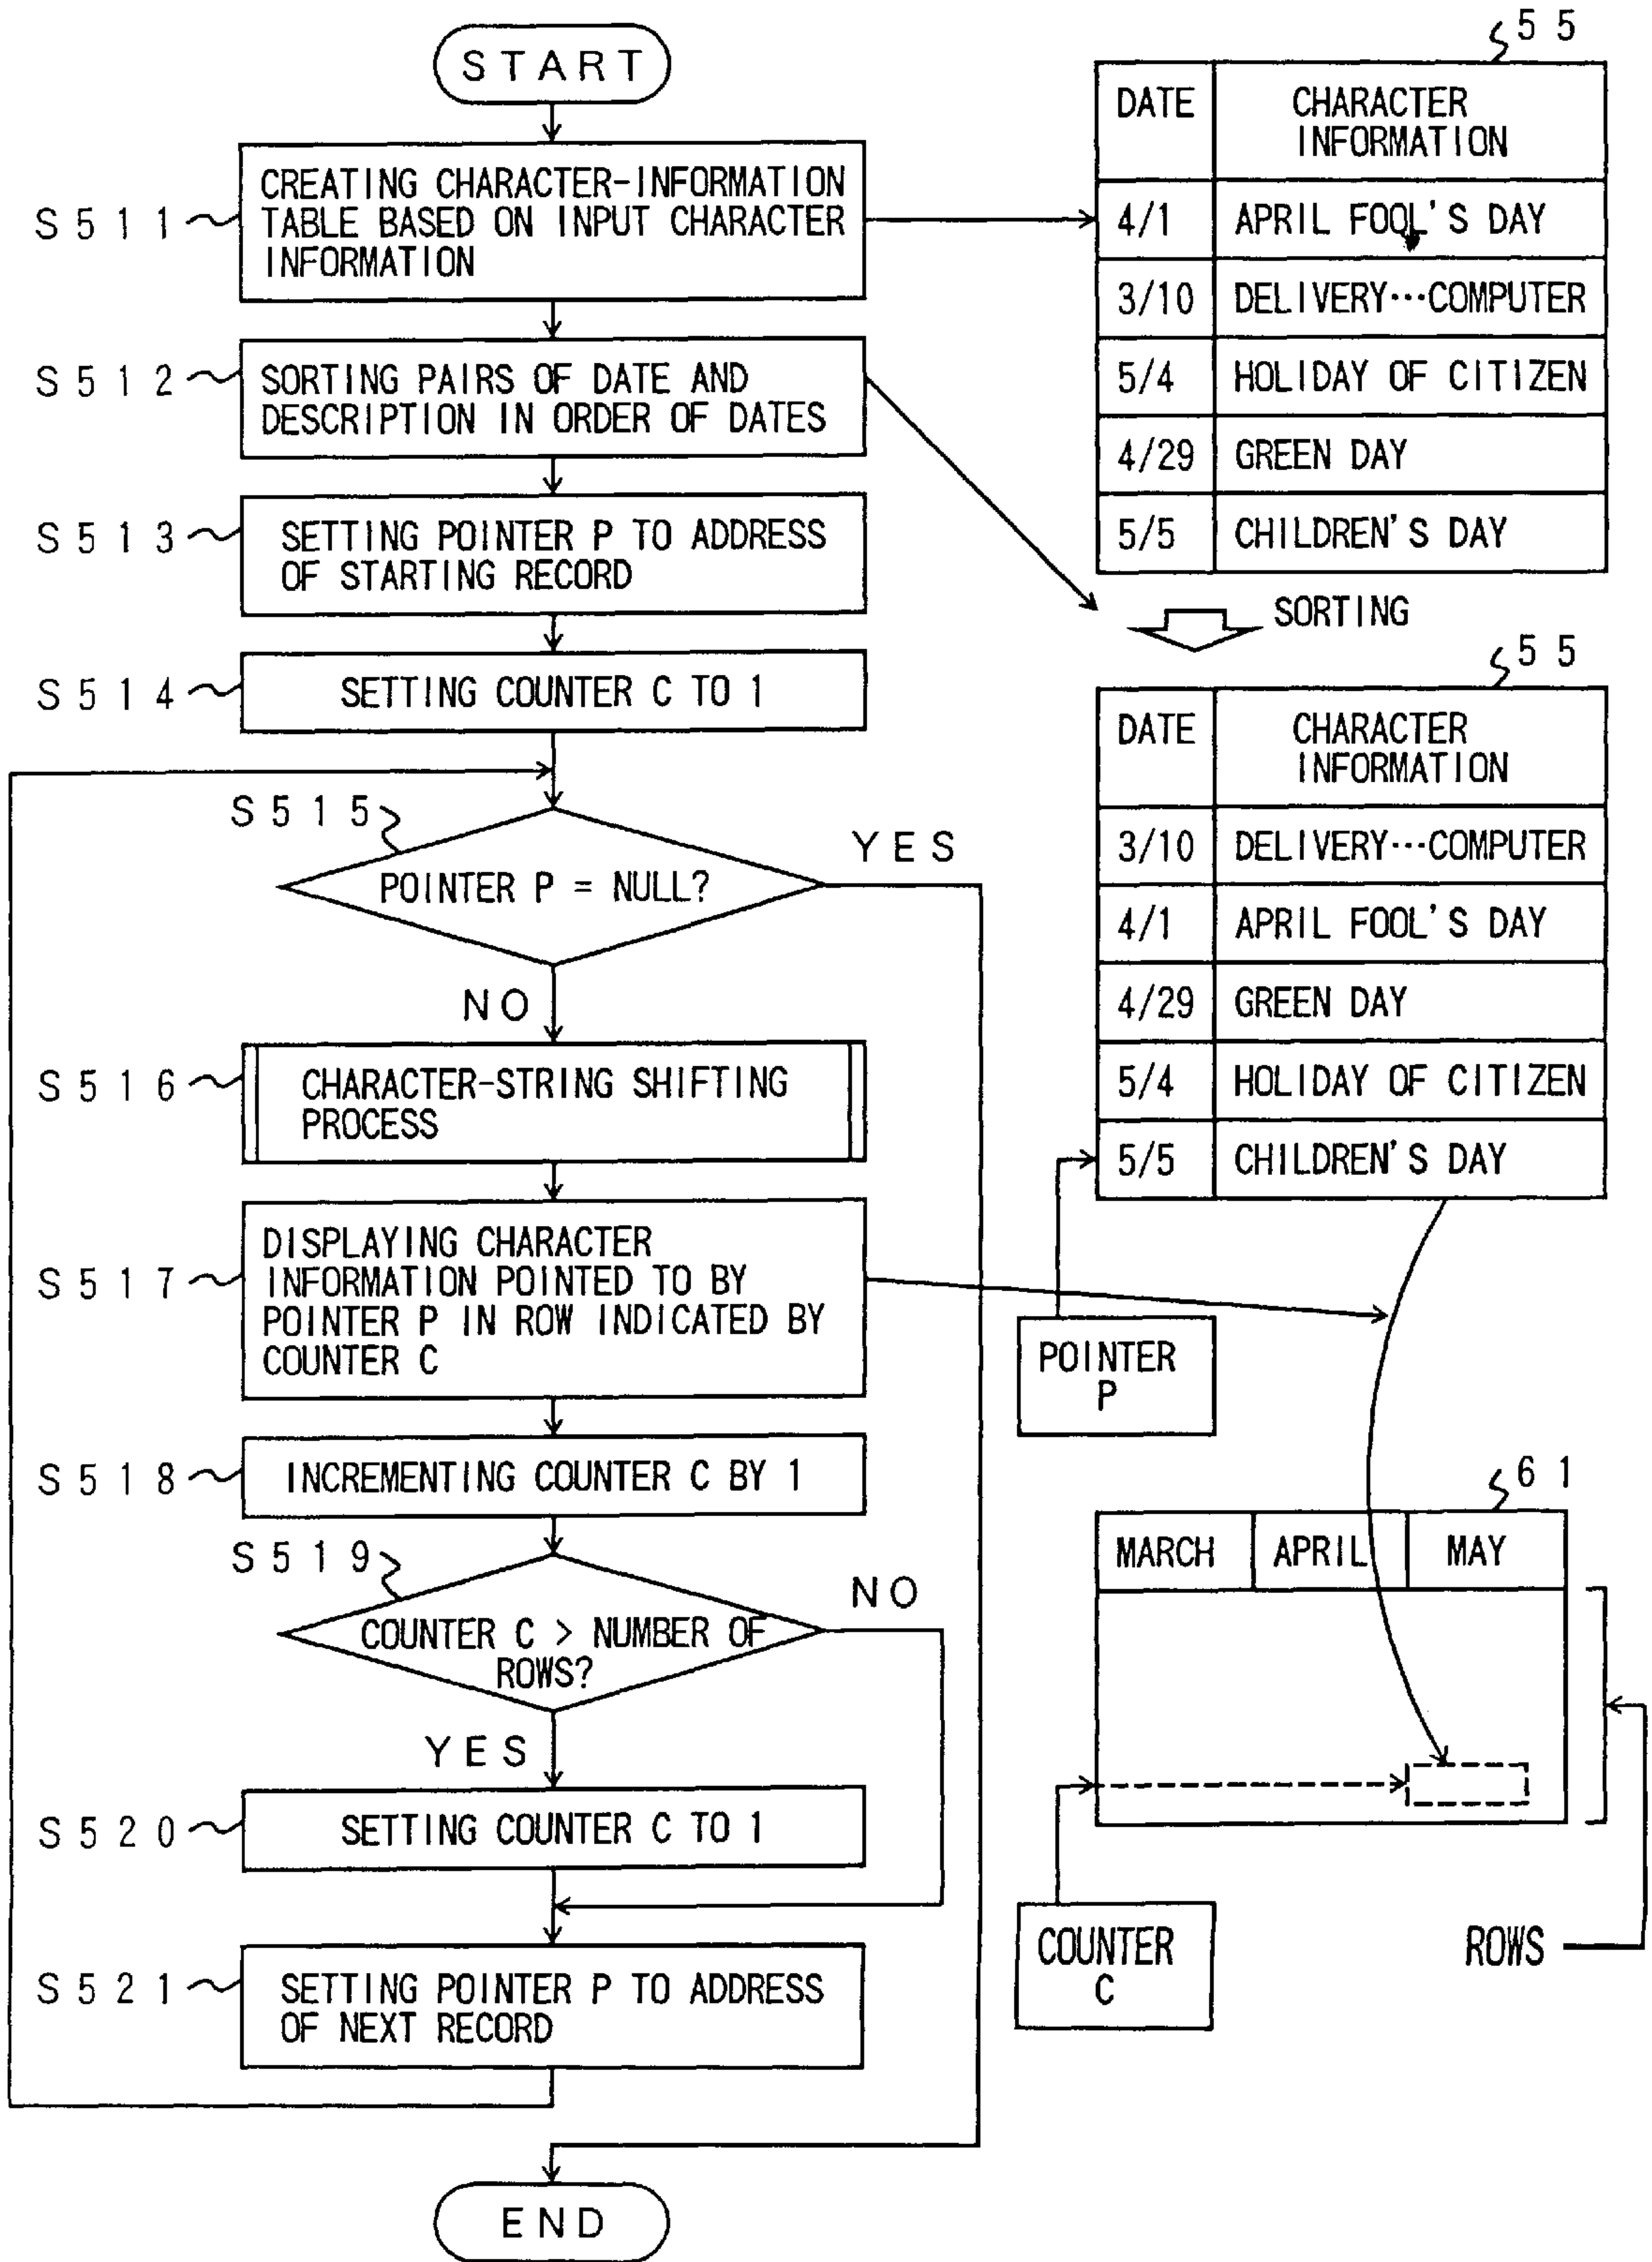 START
S511
CREATING CHARACTER-INFORMATION
TABLE BASED ON INPUT CHARACTER
INFORMATION
S512
SORTING PAIRS OF DATE AND
DESCRIPTION IN ORDER OF DATES
S513
SETTING POINTER P TO ADDRESS
OF STARTING RECORD
S514
SETTING COUNTER C TO 1
S515
POINTER P = NULL?
YES
NO
S516
CHARACTER-STRING SHIFTING
PROCESS
S517
DISPLAYING CHARACTER
INFORMATION POINTED TO BY
POINTER P IN ROW INDICATED BY
COUNTER C
S518
INCREMENTING COUNTER C BY 1
S519
COUNTER C > NUMBER OF
ROWS?
NO
YES
S520
SETTING COUNTER C TO 1
S521
SETTING POINTER P TO ADDRESS
OF NEXT RECORD
END
55
DATE CHARACTER
INFORMATION
4/1 APRIL FOOL'S DAY
3/10 DELIVERY···COMPUTER
5/4 HOLIDAY OF CITIZEN
4/29 GREEN DAY
5/5 CHILDREN'S DAY
SORTING
55
DATE CHARACTER
INFORMATION
3/10 DELIVERY···COMPUTER
4/1 APRIL FOOL'S DAY
4/29 GREEN DAY
5/4 HOLIDAY OF CITIZEN
5/5 CHILDREN'S DAY
POINTER
P
61
MARCH APRIL MAY
COUNTER
C
ROWS